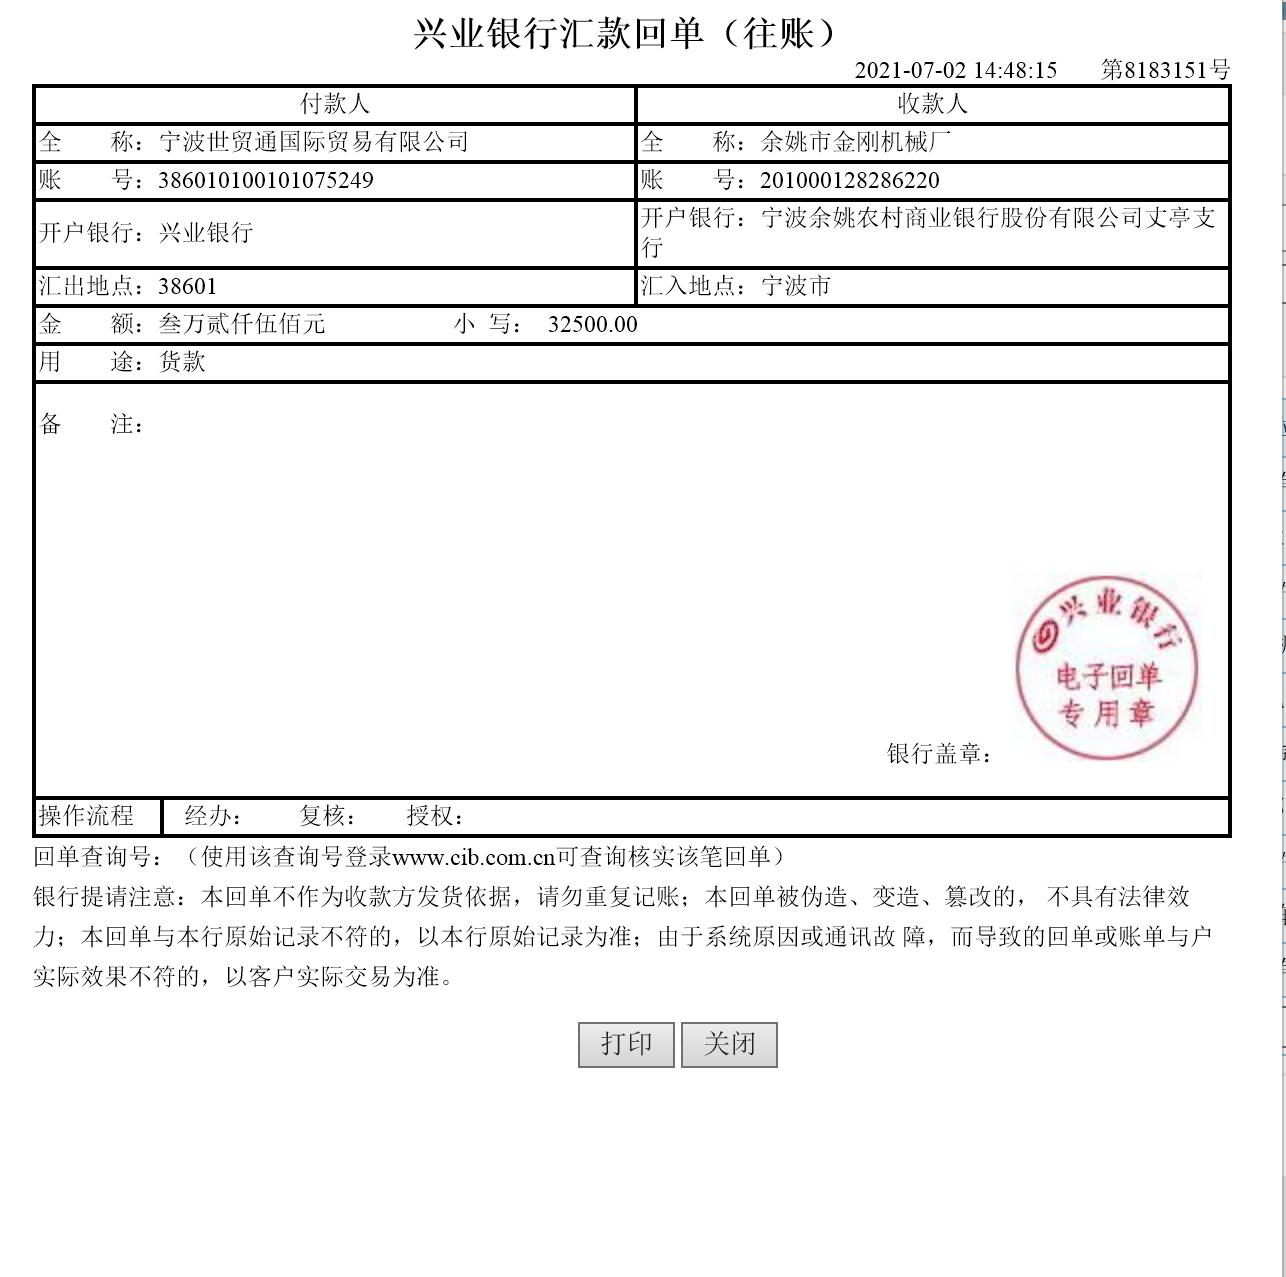 兴业银行汇款回单（往账）
2021-07-02 14:48:15 第8183151号
付款人 收款人
全 称：宁波世贸通国际贸易有限公司 全 称：余姚市金刚机械厂
账 号：386010100101075249 账 号：201000128286220
开户银行：兴业银行 开户银行：宁波余姚农村商业银行股份有限公司丈亭支
行
汇出地点：38601 汇入地点：宁波市
金 额：叁万贰仟伍佰元 小 写： 32500.00
用 途：货款
备 注：
兴业银行
电子回单
专用章
银行盖章：
操作流程 经办： 复核： 授权：
回单查询号：（使用该查询号登录www.cib.com.cn可查询核实该笔回单）
银行提请注意：本回单不作为收款方发货依据，请勿重复记账；本回单被伪造、变造、篡改的， 不具有法律效
力；本回单与本行原始记录不符的，以本行原始记录为准；由于系统原因或通讯故 障，而导致的回单或账单与户
实际效果不符的，以客户实际交易为准。
打印 关闭